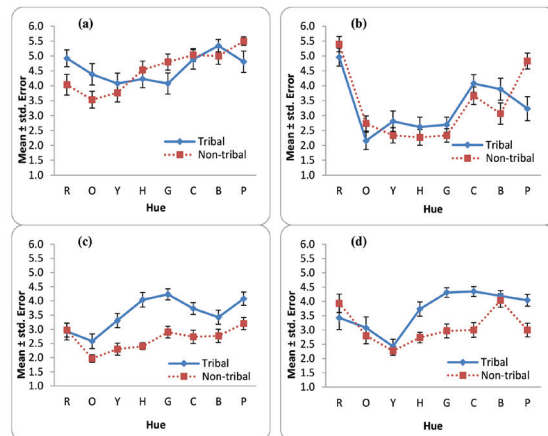 (a)
Mean ± std. Error
6.0
5.5
5.0
4.5
4.0
3.5
3.0
2.5
2.0
1.5
1.0
Tribal
Non-tribal
R O Y H G C B P
Hue
(b)
Mean ± std. Error
6.0
5.5
5.0
4.5
4.0
3.5
3.0
2.5
2.0
1.5
1.0
Tribal
Non-tribal
R O Y H G C B P
Hue
(c)
Mean ± std. Error
6.0
5.5
5.0
4.5
4.0
3.5
3.0
2.5
2.0
1.5
1.0
Tribal
Non-tribal
R O Y H G C B P
Hue
(d)
Mean ± std. Error
6.0
5.5
5.0
4.5
4.0
3.5
3.0
2.5
2.0
1.5
1.0
Tribal
Non-tribal
R O Y H G C B P
Hue